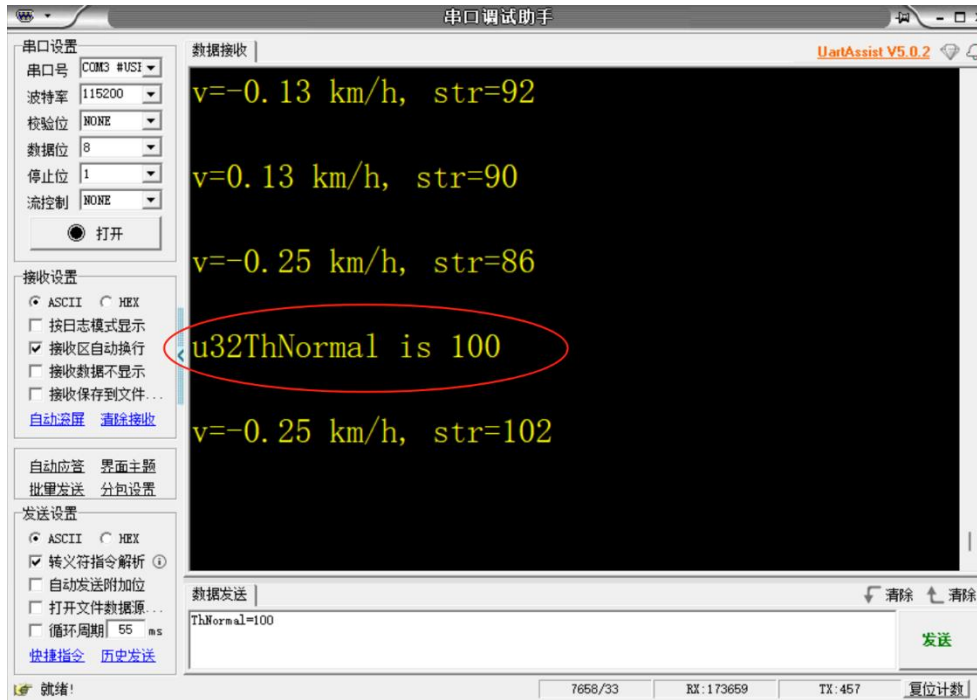 串口调试助手
串口设置
串口号 COM3 #USI
波特率 115200
校验位 NONE
数据位 8
停止位 1
流控制 NONE
打开
接收设置
ASCII HEX
按日志模式显示
接收区自动换行
接收数据不显示
接收保存到文件...
自动滚屏 清除接收
自动应答 界面主题
批量发送 分包设置
发送设置
ASCII HEX
转义符指令解析
自动发送附加位
打开文件数据源...
循环周期 55 ms
快捷指令 历史发送
数据接收
UartAssist V5.0.2
v=-0.13 km/h, str=92
v=0.13 km/h, str=90
v=-0.25 km/h, str=86
u32ThNormal is 100
v=-0.25 km/h, str=102
数据发送 清除 清除
ThNormal=100
发送
就绪! 7658/33 RX:173659 TX:457 复位计数